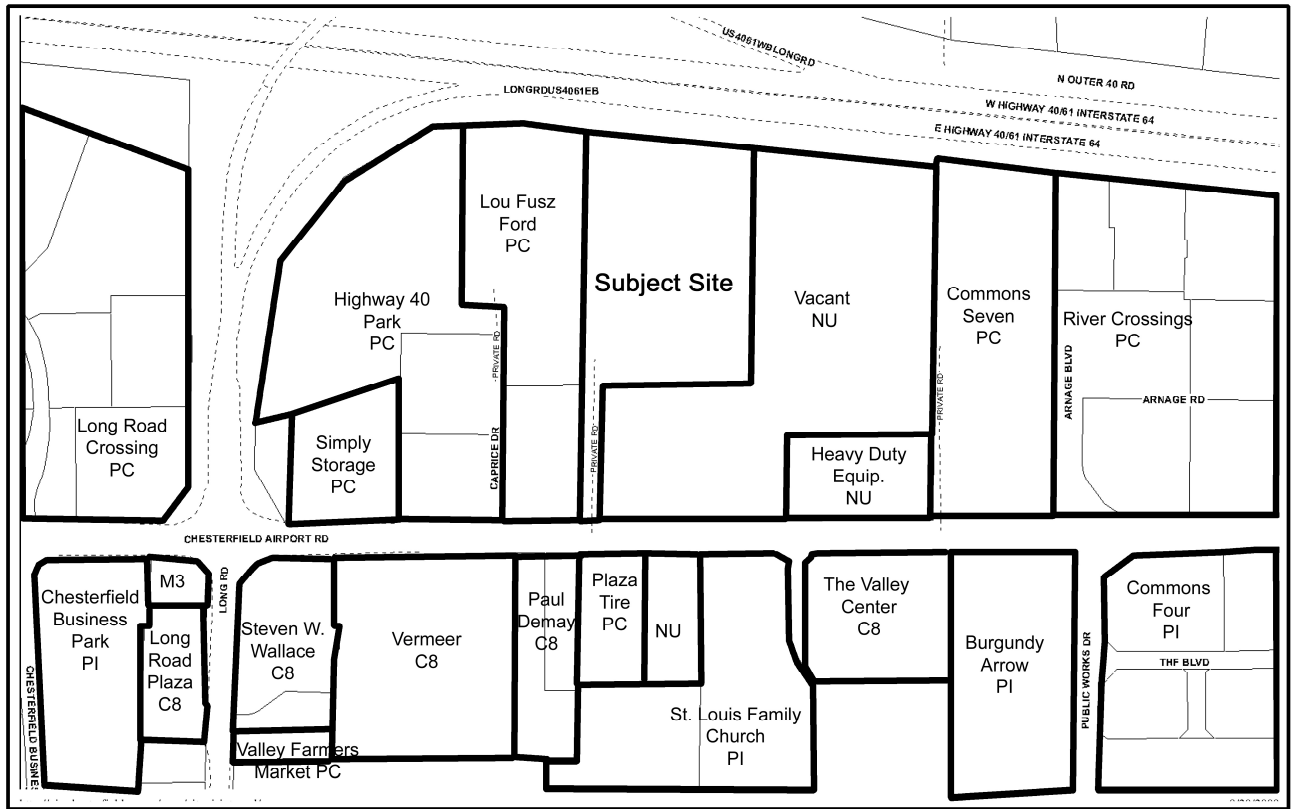 US4061WBLONGRD
N OUTER 40 RD
LONGRDUS4061EB
W HIGHWAY 40/61 INTERSTATE 64
E HIGHWAY 40/61 INTERSTATE 64
Lou Fusz
Ford
PC
Subject Site
Highway 40
Park
PC
Vacant
NU
Commons
Seven
PC
River Crossings
PC
PRIVATE RD
PRIVATE RD
PRIVATE RD
ARNAGE BLVD
ARNAGE RD
Long Road
Crossing
PC
Simply
Storage
PC
CAPRICE DR
Heavy Duty
Equip.
NU
CHESTERFIELD AIRPORT RD
LONG RD
Chesterfield
Business
Park
PI
M3
Long
Road
Plaza
C8
Steven W.
Wallace
C8
Vermeer
C8
Paul
Demay
C8
Plaza
Tire
PC
NU
The Valley
Center
C8
Burgundy
Arrow
PI
PUBLIC WORKS DR
Commons
Four
PI
THF BLVD
St. Louis Family
Church
PI
Valley Farmers
Market PC
CHESTERFIELD BUSINE